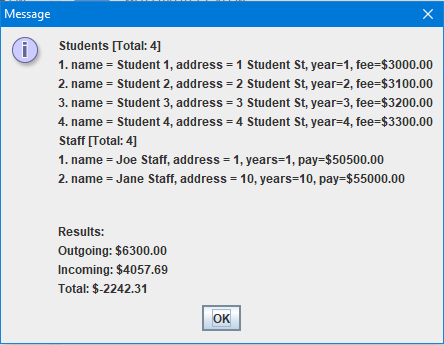 Message
Students [Total: 4]
1. name = Student 1, address = 1 Student St, year=1, fee=$3000.00
2. name = Student 2, address = 2 Student St, year=2, fee=$3100.00
3. name = Student 3, address = 3 Student St, year=3, fee=$3200.00
4. name = Student 4, address = 4 Student St, year=4, fee=$3300.00
Staff [Total: 4]
1. name = Joe Staff, address = 1, years=1, pay=$50500.00
2. name = Jane Staff, address = 10, years=10, pay=$55000.00
Results:
Outgoing: $6300.00
Incoming: $4057.69
Total: $-2242.31
OK